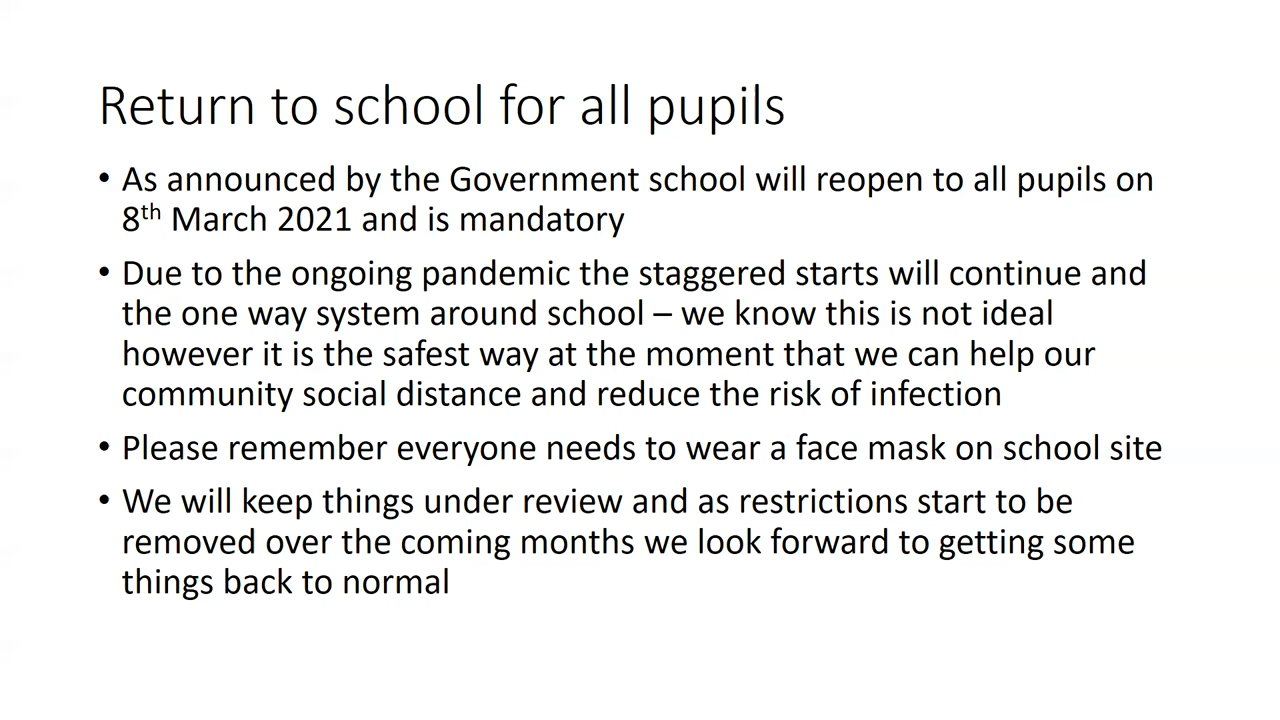 Return to school for all pupils
• As announced by the Government school will reopen to all pupils on
8th March 2021 and is mandatory
• Due to the ongoing pandemic the staggered starts will continue and
the one way system around school – we know this is not ideal
however it is the safest way at the moment that we can help our
community social distance and reduce the risk of infection
• Please remember everyone needs to wear a face mask on school site
• We will keep things under review and as restrictions start to be
removed over the coming months we look forward to getting some
things back to normal